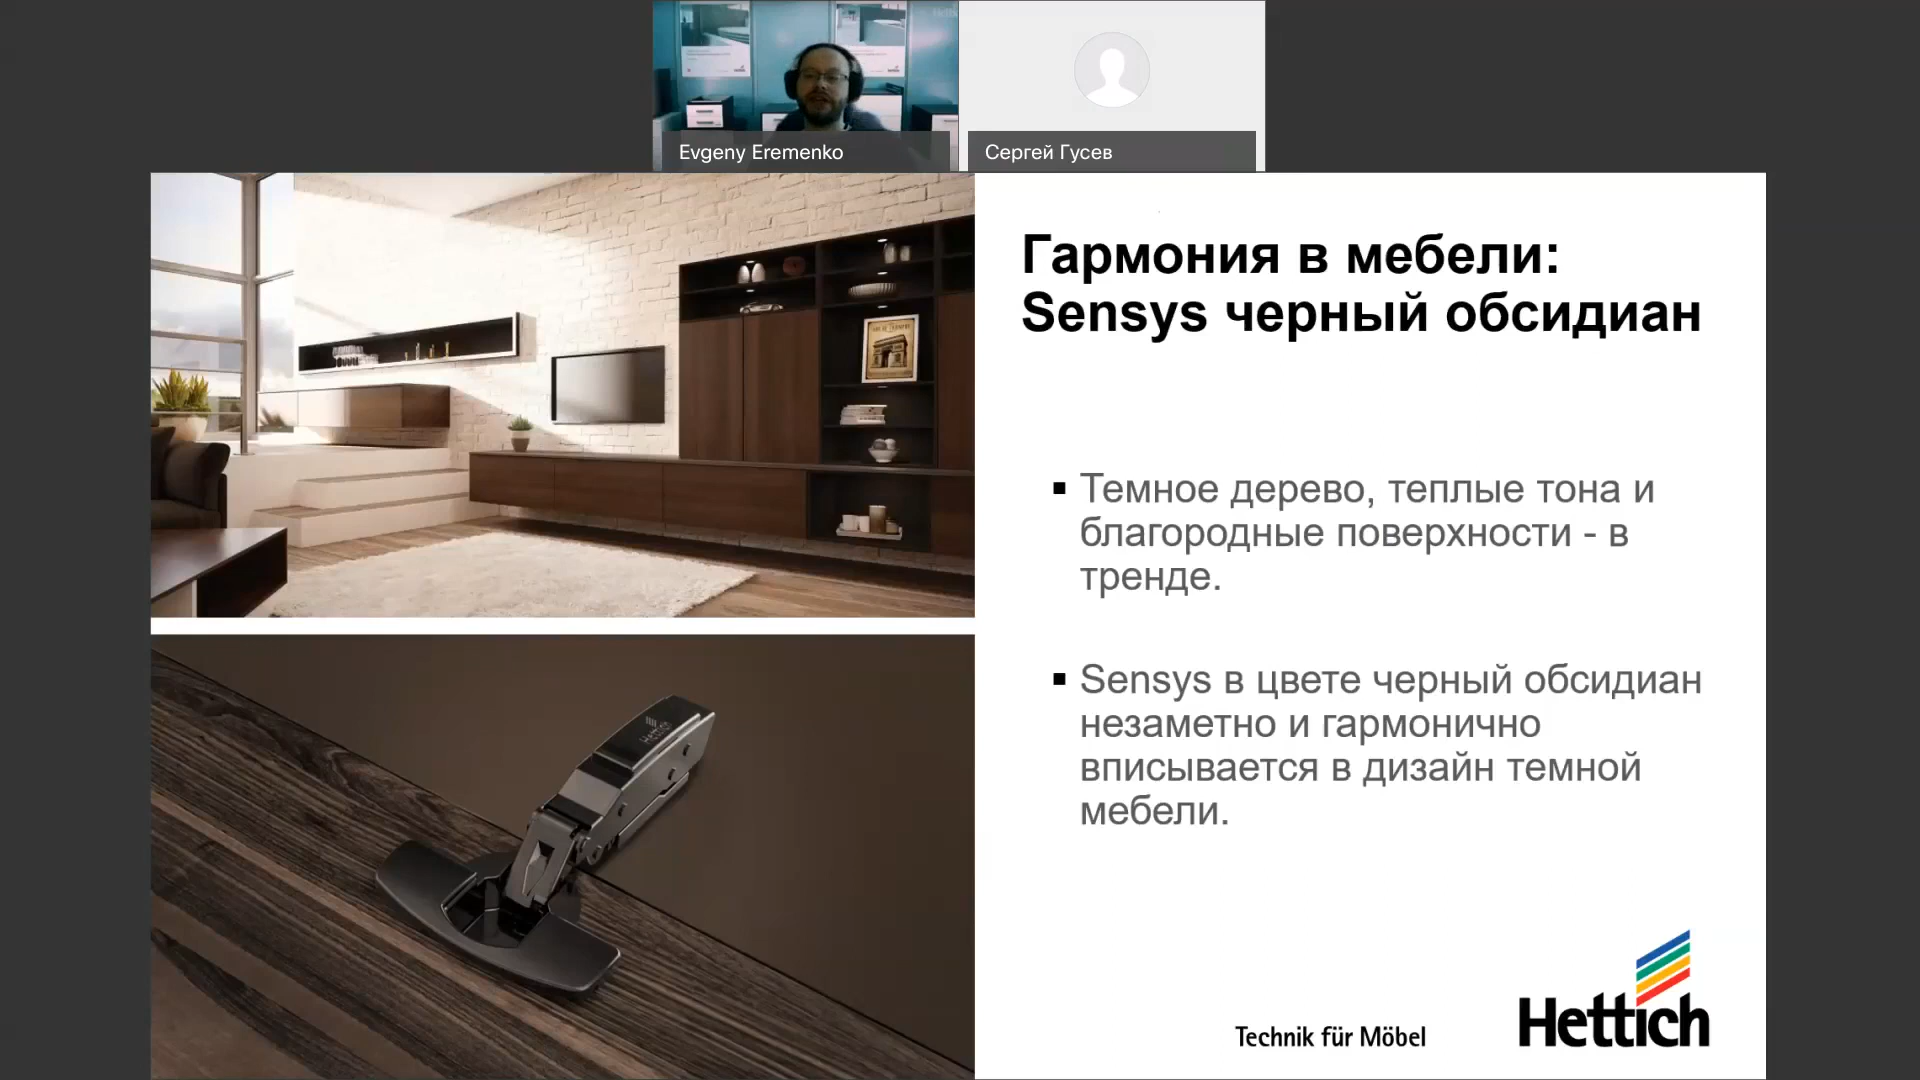 Evgeny Eremenko
Сергей Гусев
Гармония в мебели:
Sensys черный обсидиан
Темное дерево, теплые тона и
благородные поверхности - в
тренде.
Sensys в цвете черный обсидиан
незаметно и гармонично
вписывается в дизайн темной
мебели.
Hettich
Technik für Möbel
Hettich